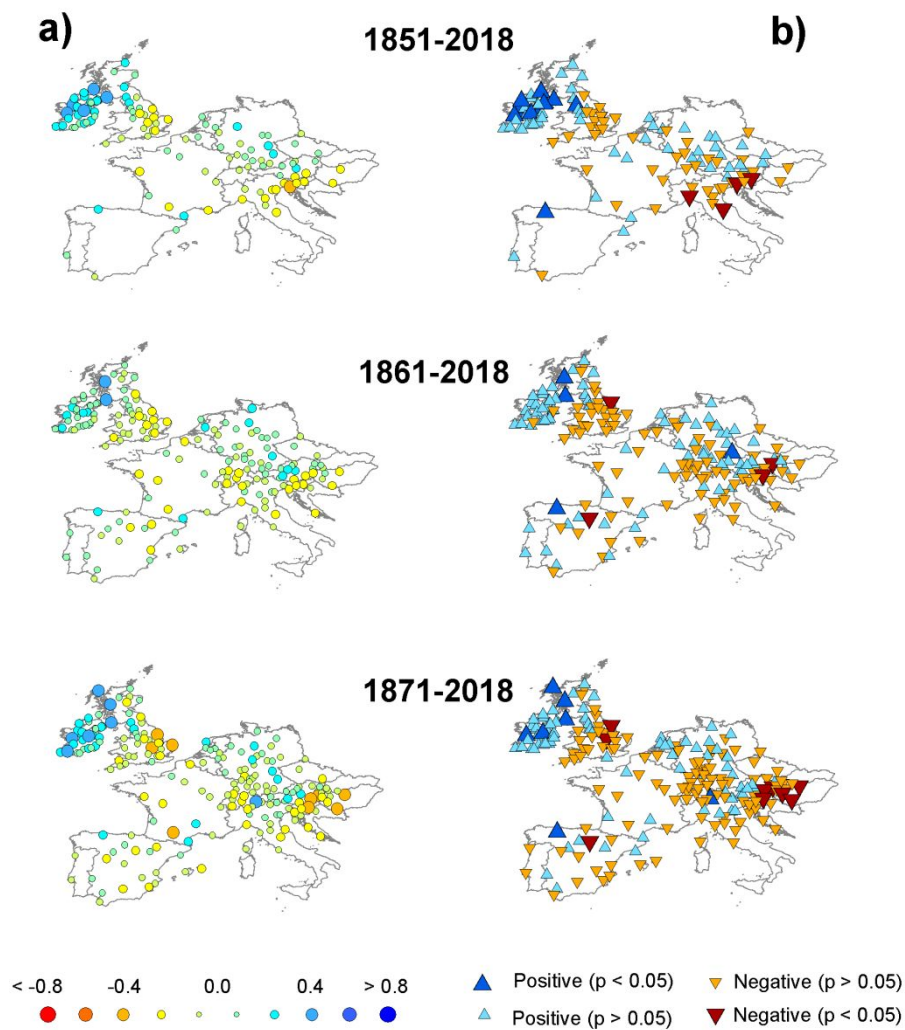 a) 1851-2018 b)
1861-2018
1871-2018
< -0.8 -0.4 0.0 0.4 > 0.8
Positive (p < 0.05) Negative (p > 0.05)
Positive (p > 0.05) Negative (p < 0.05)